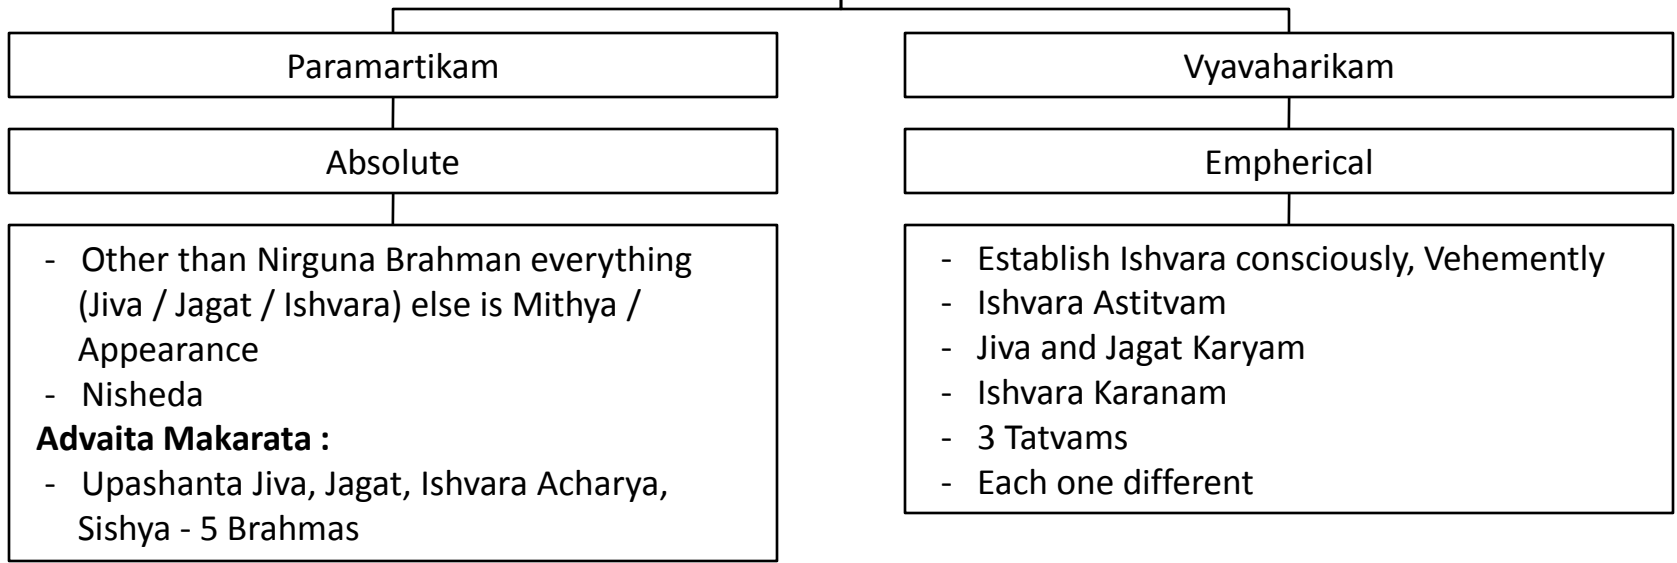 Paramartikam
Absolute
- Other than Nirguna Brahman everything
(Jiva / Jagat / Ishvara) else is Mithya /
Appearance
- Nisheda
Advaita Makarata :
- Upashanta Jiva, Jagat, Ishvara Acharya,
Sishya - 5 Brahmas
Vyavaharikam
Empherical
- Establish Ishvara consciously, Vehemently
- Ishvara Astitvam
- Jiva and Jagat Karyam
- Ishvara Karanam
- 3 Tatvams
- Each one different